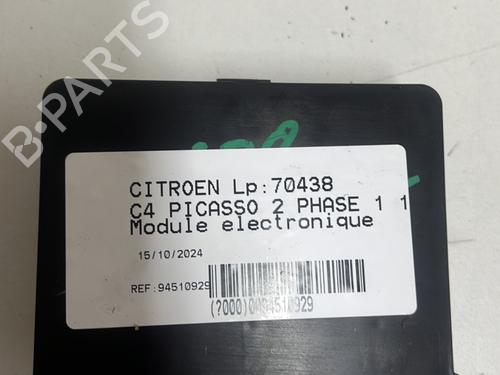 B-PARTS
CITROEN Lp:70438
C4 PICASSO 2 PHASE 1 1
Module electronique
15/10/2024
REF:94510929
(?000)0094510929